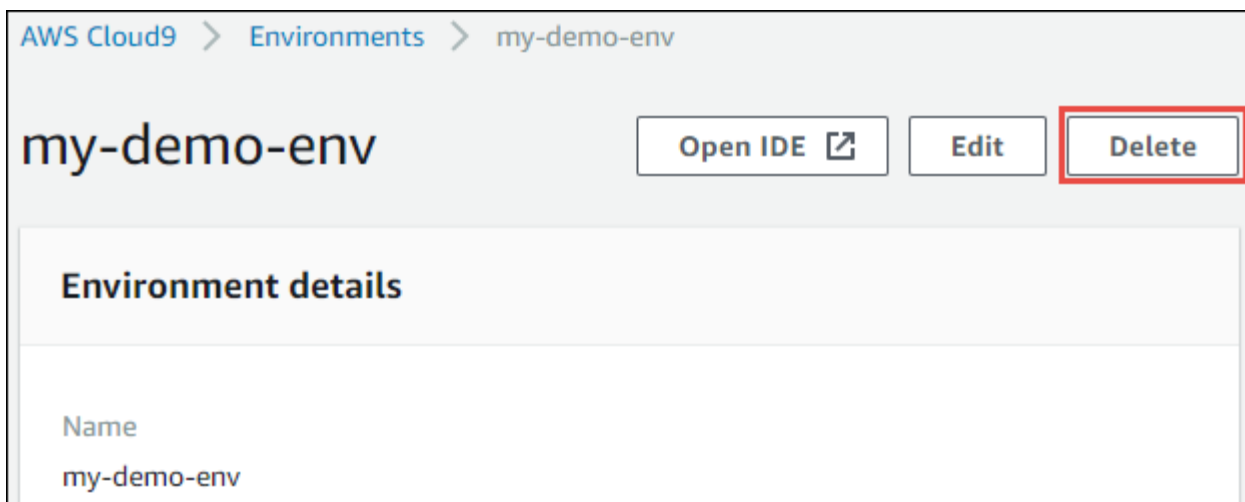 AWS Cloud9 > Environments > my-demo-env
my-demo-env
Open IDE Edit Delete
Environment details
Name
my-demo-env